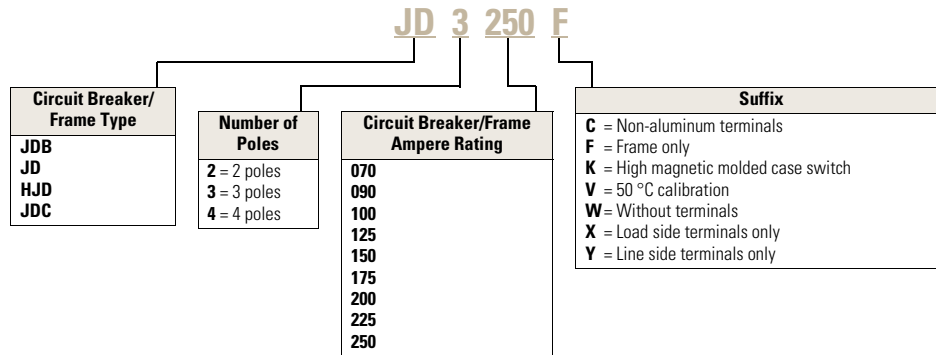 JD 3 250 F
Circuit Breaker/
Frame Type
JDB
JD
HJD
JDC
Number of
Poles
2 = 2 poles
3 = 3 poles
4 = 4 poles
Circuit Breaker/Frame
Ampere Rating
070
090
100
125
150
175
200
225
250
Suffix
C = Non-aluminum terminals
F = Frame only
K = High magnetic molded case switch
V = 50 °C calibration
W = Without terminals
X = Load side terminals only
Y = Line side terminals only